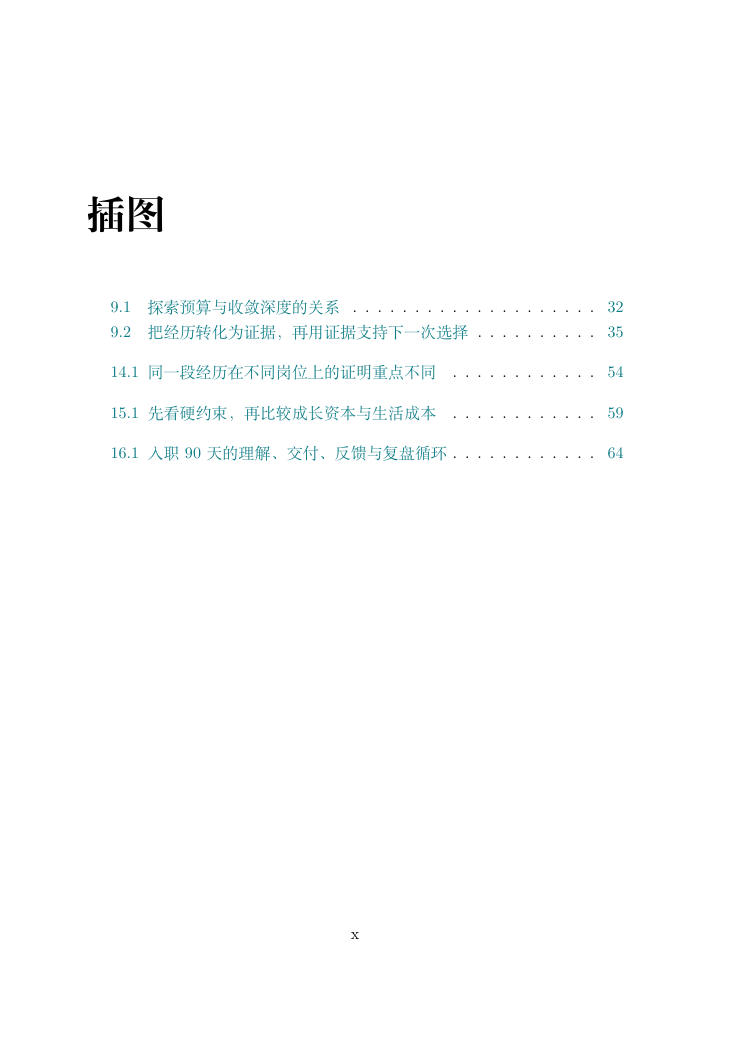 插图
9.1 探索预算与收敛深度的关系 . . . . . . . . . . . . . . . . . . . . 32
9.2 把经历转化为证据，再用证据支持下一次选择 . . . . . . . . . . 35
14.1 同一段经历在不同岗位上的证明重点不同 . . . . . . . . . . . . 54
15.1 先看硬约束，再比较成长资本与生活成本 . . . . . . . . . . . . 59
16.1 入职 90 天的理解、交付、反馈与复盘循环 . . . . . . . . . . . . 64
x